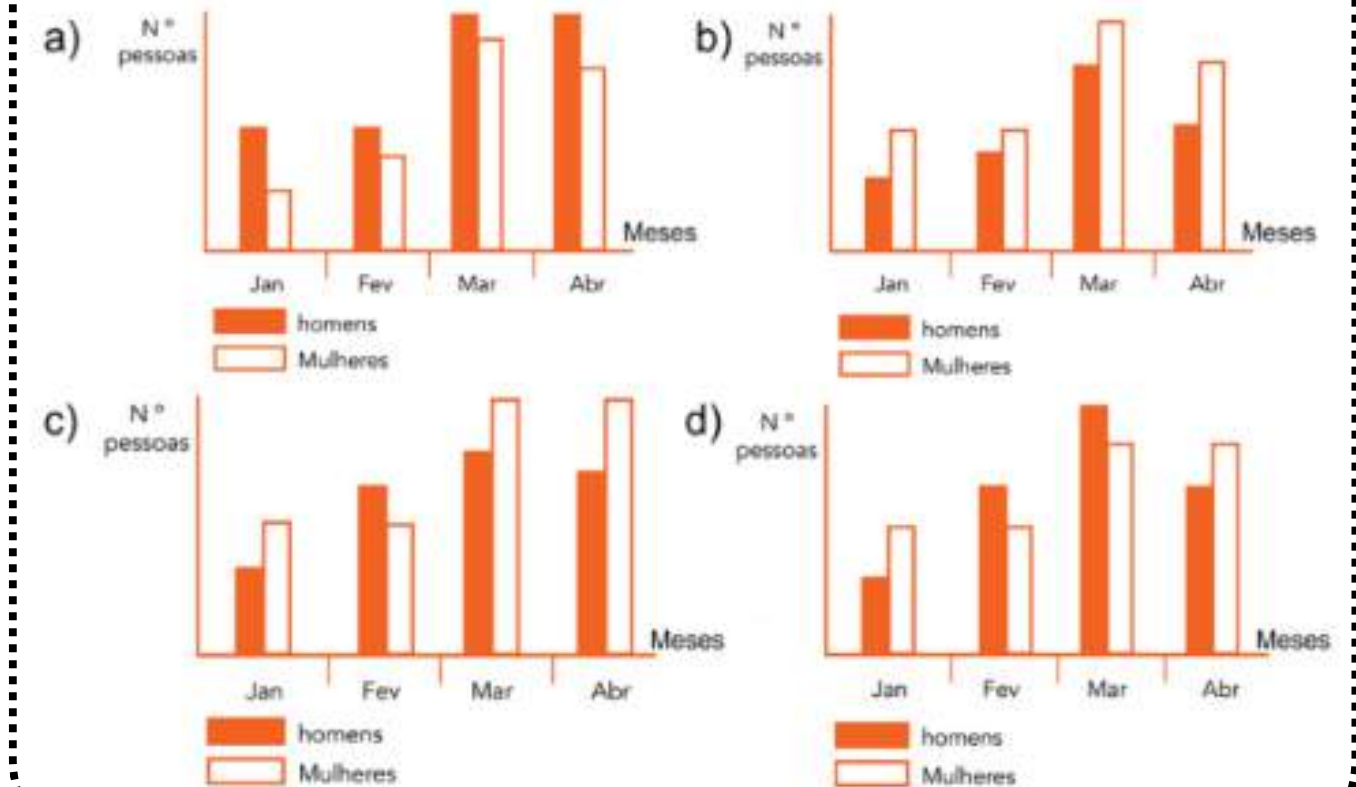 a)
N º
pessoas
Meses
Jan Fev Mar Abr
homens
Mulheres
b)
N º
pessoas
Meses
Jan Fev Mar Abr
homens
Mulheres
c)
N º
pessoas
Meses
Jan Fev Mar Abr
homens
Mulheres
d)
N º
pessoas
Meses
Jan Fev Mar Abr
homens
Mulheres